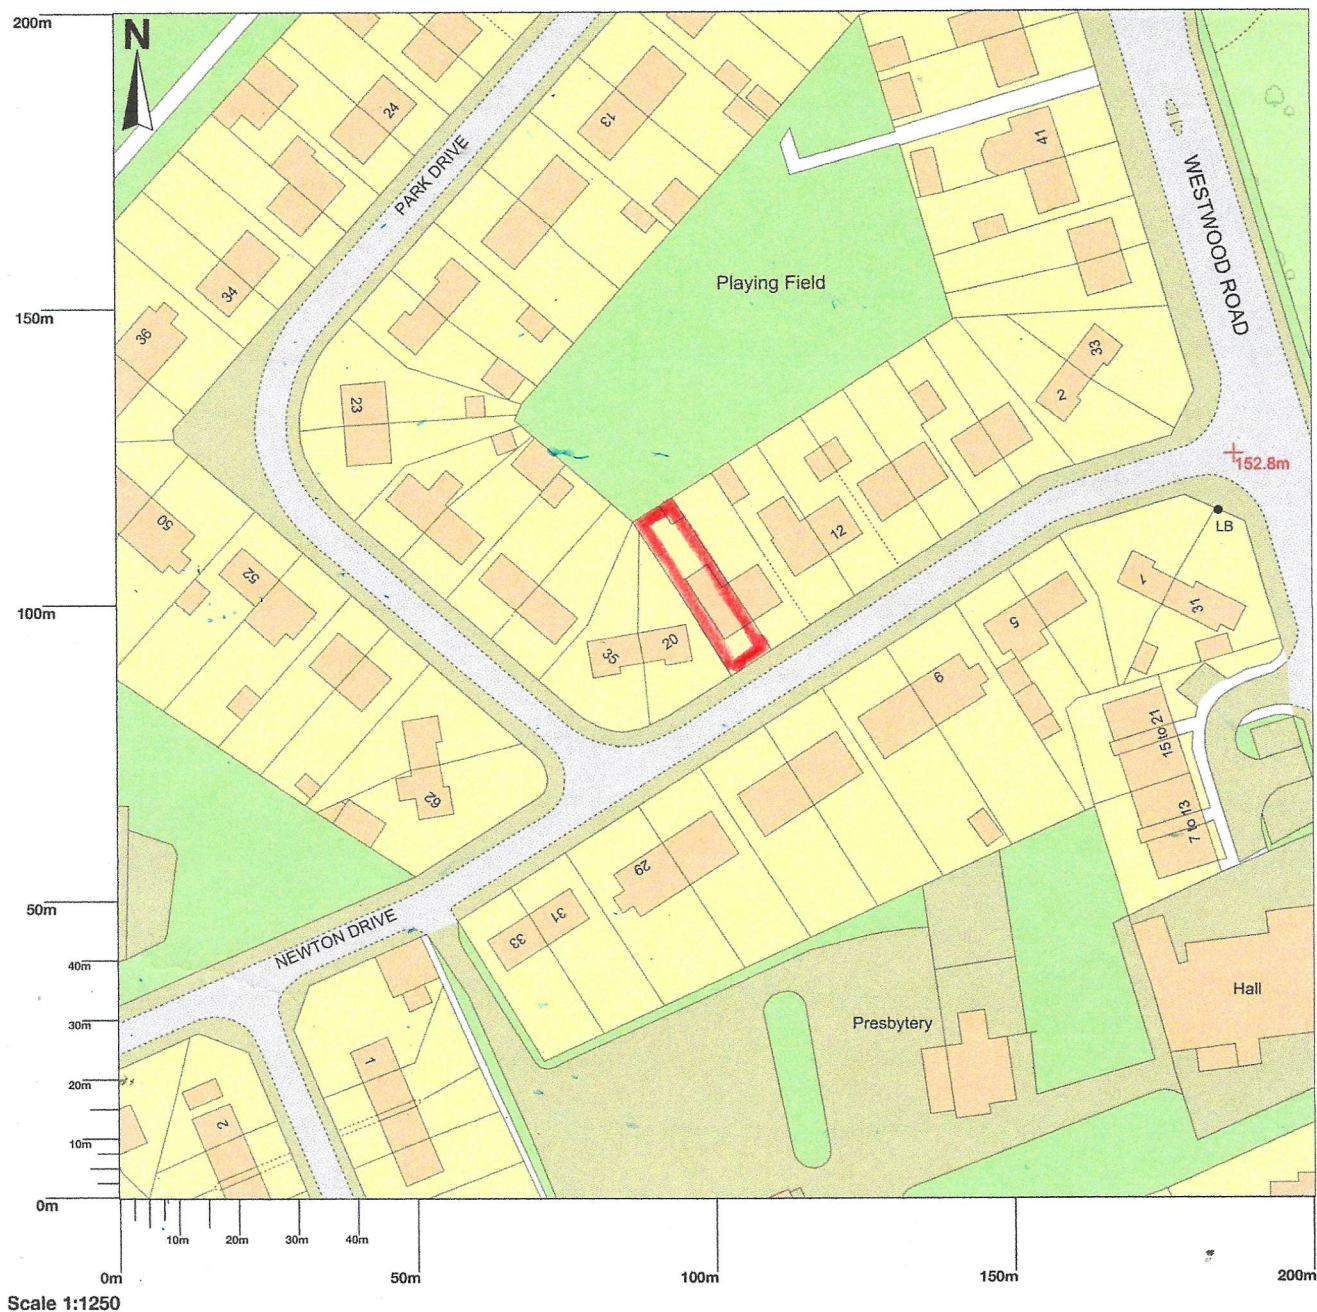 200m
N
24
13
PARK DRIVE
41
WESTWOOD ROAD
34
Playing Field
150m
36
33
2
23
152.8m
50
12
LB
52
1
31
100m
5
20
35
9
15 to 21
62
7 to 13
29
31
33
50m
NEWTON DRIVE
40m
Hall
30m
Presbytery
1
20m
2
10m
0m
10m
20m
30m
40m
0m
50m
100m
150m
200m
Scale 1:1250